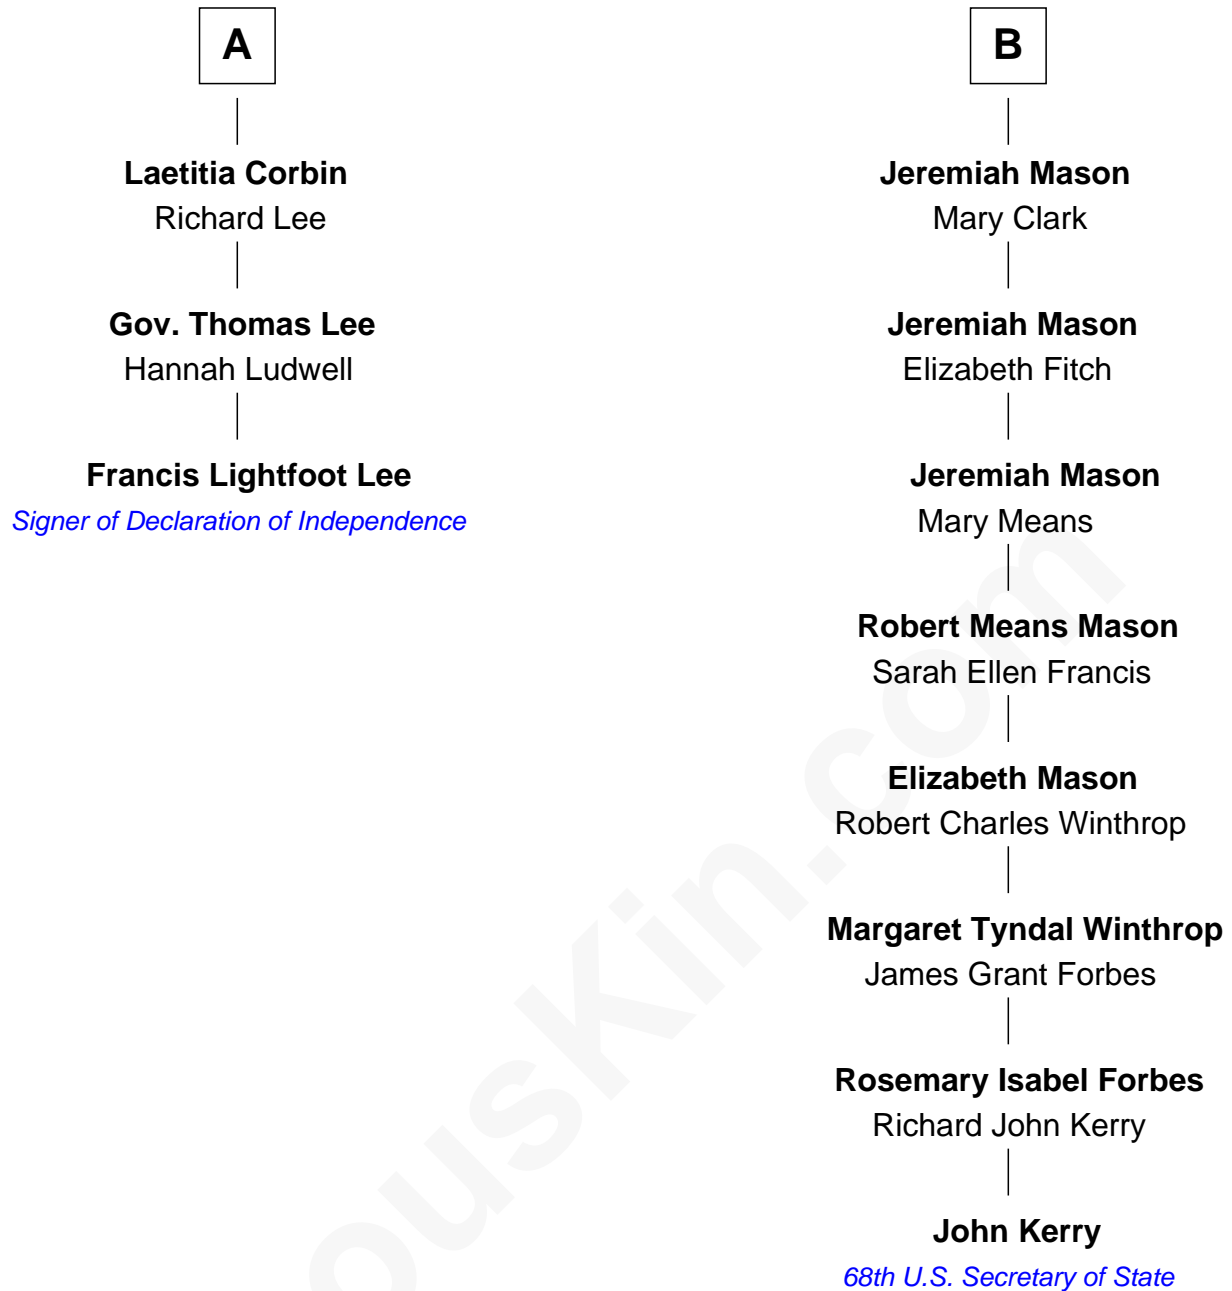 A
Laetitia Corbin
Richard Lee
Gov. Thomas Lee
Hannah Ludwell
Francis Lightfoot Lee
Signer of Declaration of Independence
B
Jeremiah Mason
Mary Clark
Jeremiah Mason
Elizabeth Fitch
Jeremiah Mason
Mary Means
Robert Means Mason
Sarah Ellen Francis
Elizabeth Mason
Robert Charles Winthrop
Margaret Tyndal Winthrop
James Grant Forbes
Rosemary Isabel Forbes
Richard John Kerry
John Kerry
68th U.S. Secretary of State
ousKin.com